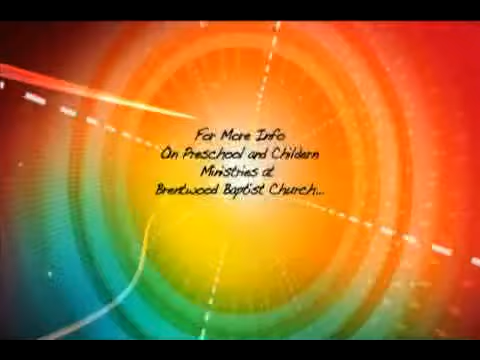 For More Info
On Preschool and Childern
Ministries at
Brentwood Baptist Church...